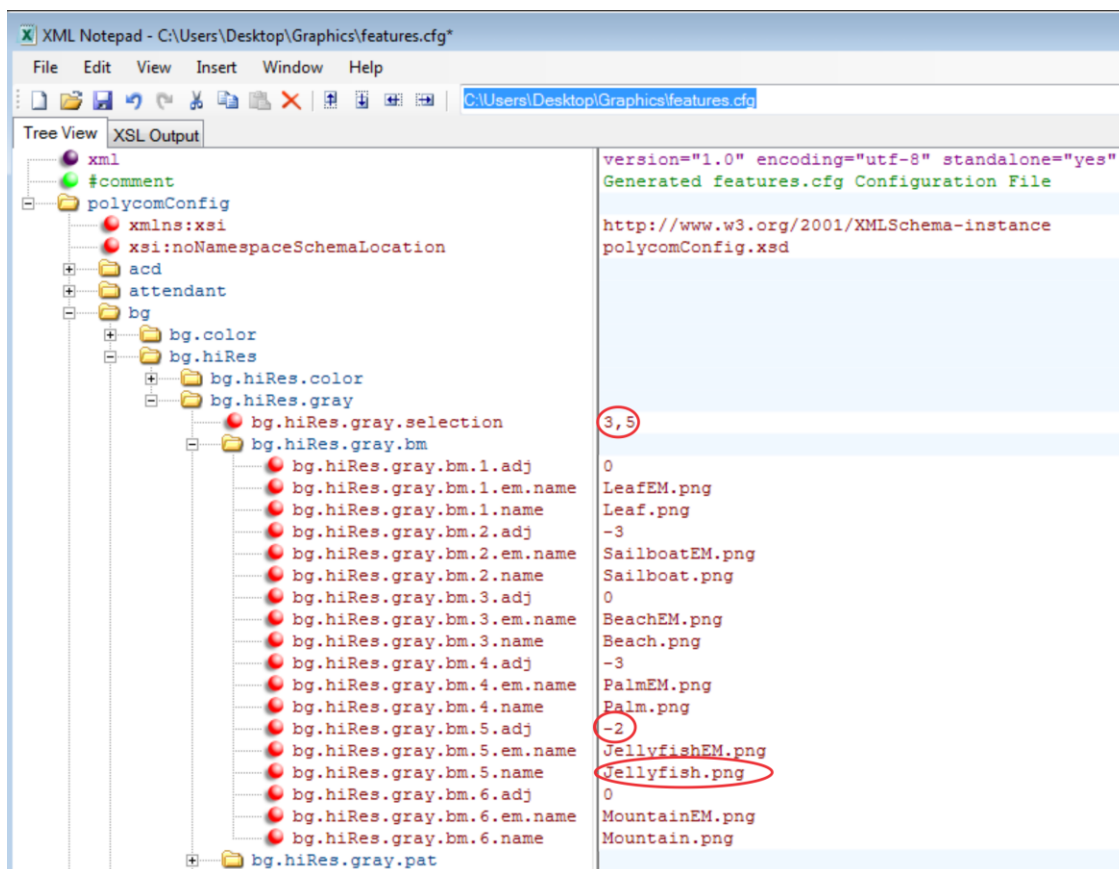 XML Notepad - C:\Users\Desktop\Graphics\features.cfg*
File Edit View Insert Window Help
C:\Users\Desktop\Graphics\features.cfg
Tree View XSL Output
xml version="1.0" encoding="utf-8" standalone="yes"
#comment Generated features.cfg Configuration File
polycomConfig
xmlns:xsi http://www.w3.org/2001/XMLSchema-instance
xsi:noNamespaceSchemaLocation polycomConfig.xsd
acd
attendant
bg
bg.color
bg.hiRes
bg.hiRes.color
bg.hiRes.gray
bg.hiRes.gray.selection 3,5
bg.hiRes.gray.bm
bg.hiRes.gray.bm.1.adj 0
bg.hiRes.gray.bm.1.em.name LeafEM.png
bg.hiRes.gray.bm.1.name Leaf.png
bg.hiRes.gray.bm.2.adj -3
bg.hiRes.gray.bm.2.em.name SailboatEM.png
bg.hiRes.gray.bm.2.name Sailboat.png
bg.hiRes.gray.bm.3.adj 0
bg.hiRes.gray.bm.3.em.name BeachEM.png
bg.hiRes.gray.bm.3.name Beach.png
bg.hiRes.gray.bm.4.adj -3
bg.hiRes.gray.bm.4.em.name PalmEM.png
bg.hiRes.gray.bm.4.name Palm.png
bg.hiRes.gray.bm.5.adj -2
bg.hiRes.gray.bm.5.em.name JellyfishEM.png
bg.hiRes.gray.bm.5.name Jellyfish.png
bg.hiRes.gray.bm.6.adj 0
bg.hiRes.gray.bm.6.em.name MountainEM.png
bg.hiRes.gray.bm.6.name Mountain.png
bg.hiRes.gray.pat